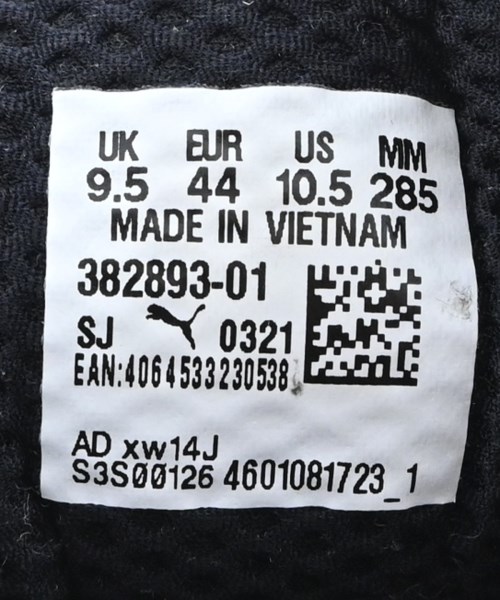 UK EUR US MM
9.5 44 10.5 285
MADE IN VIETNAM
382893-01
SJ 0321
EAN:4064533230538
AD xw14J
S3S00126 4601081723_1